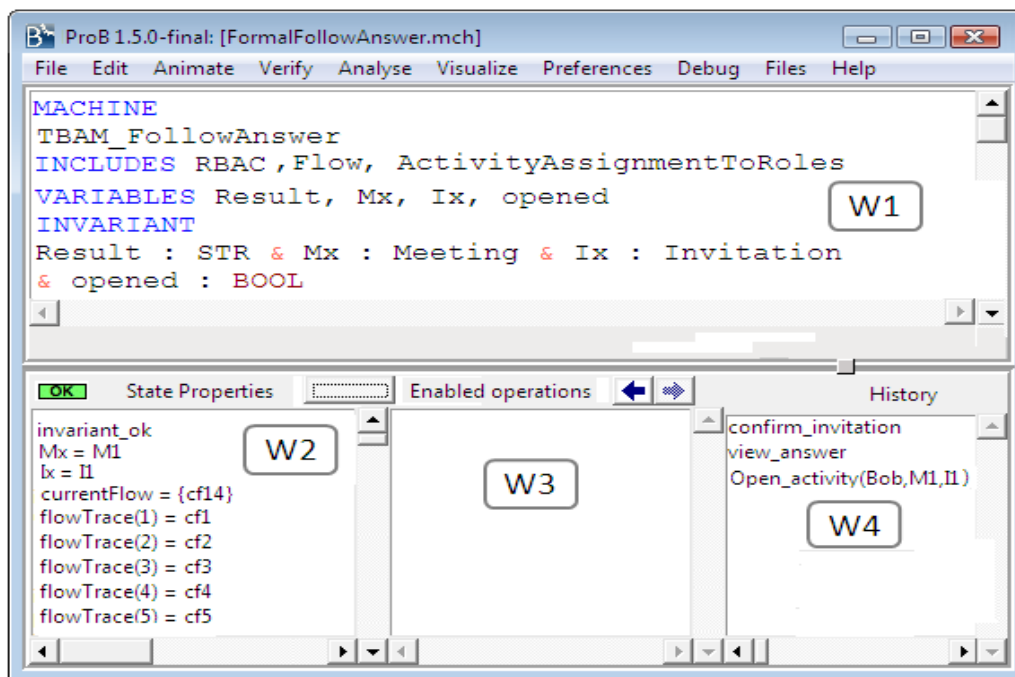 ProB 1.5.0-final: [FormalFollowAnswer.mch]
File Edit Animate Verify Analyse Visualize Preferences Debug Files Help
MACHINE
TBAM_FollowAnswer
INCLUDES RBAC ,Flow, ActivityAssignmentToRoles
VARIABLES Result, Mx, Ix, opened
INVARIANT
Result : STR & Mx : Meeting & Ix : Invitation
& opened : BOOL
W1
OK State Properties Enabled operations History
invariant_ok
Mx = M1
Ix = I1
currentFlow = {cf14}
flowTrace(1) = cf1
flowTrace(2) = cf2
flowTrace(3) = cf3
flowTrace(4) = cf4
flowTrace(5) = cf5
W2
W3
confirm_invitation
view_answer
Open_activity(Bob,M1,I1)
W4